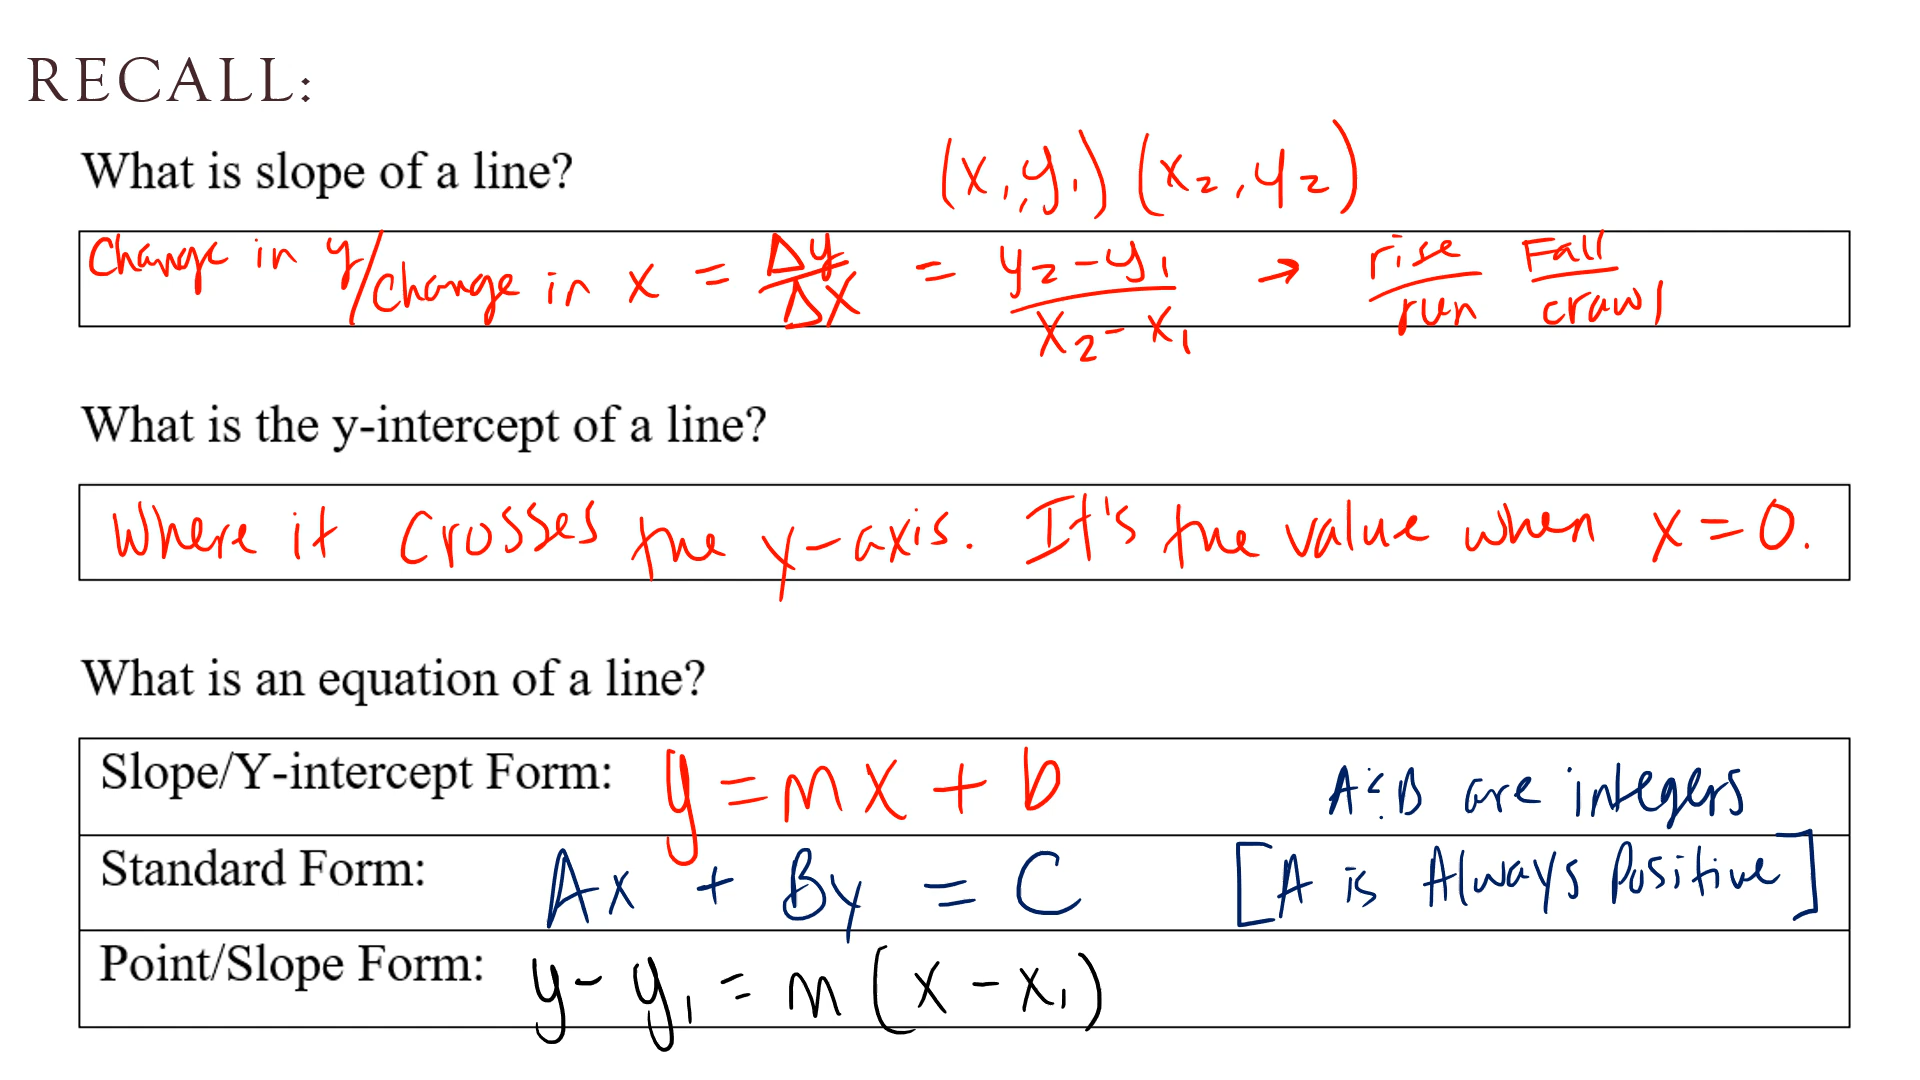 RECALL:
What is slope of a line? (x₁, y₁) (x₂, y₂)
Change in y/change in x = Δy/Δx = y₂-y₁/x₂-x₁ → rise/run Fall/crawl
What is the y-intercept of a line?
Where it crosses the y-axis. It's the value when x = 0.
What is an equation of a line?
Slope/Y-intercept Form: y = mx + b A & B are integers
Standard Form: Ax + By = C [A is Always Positive]
Point/Slope Form: y - y₁ = m(x - x₁)